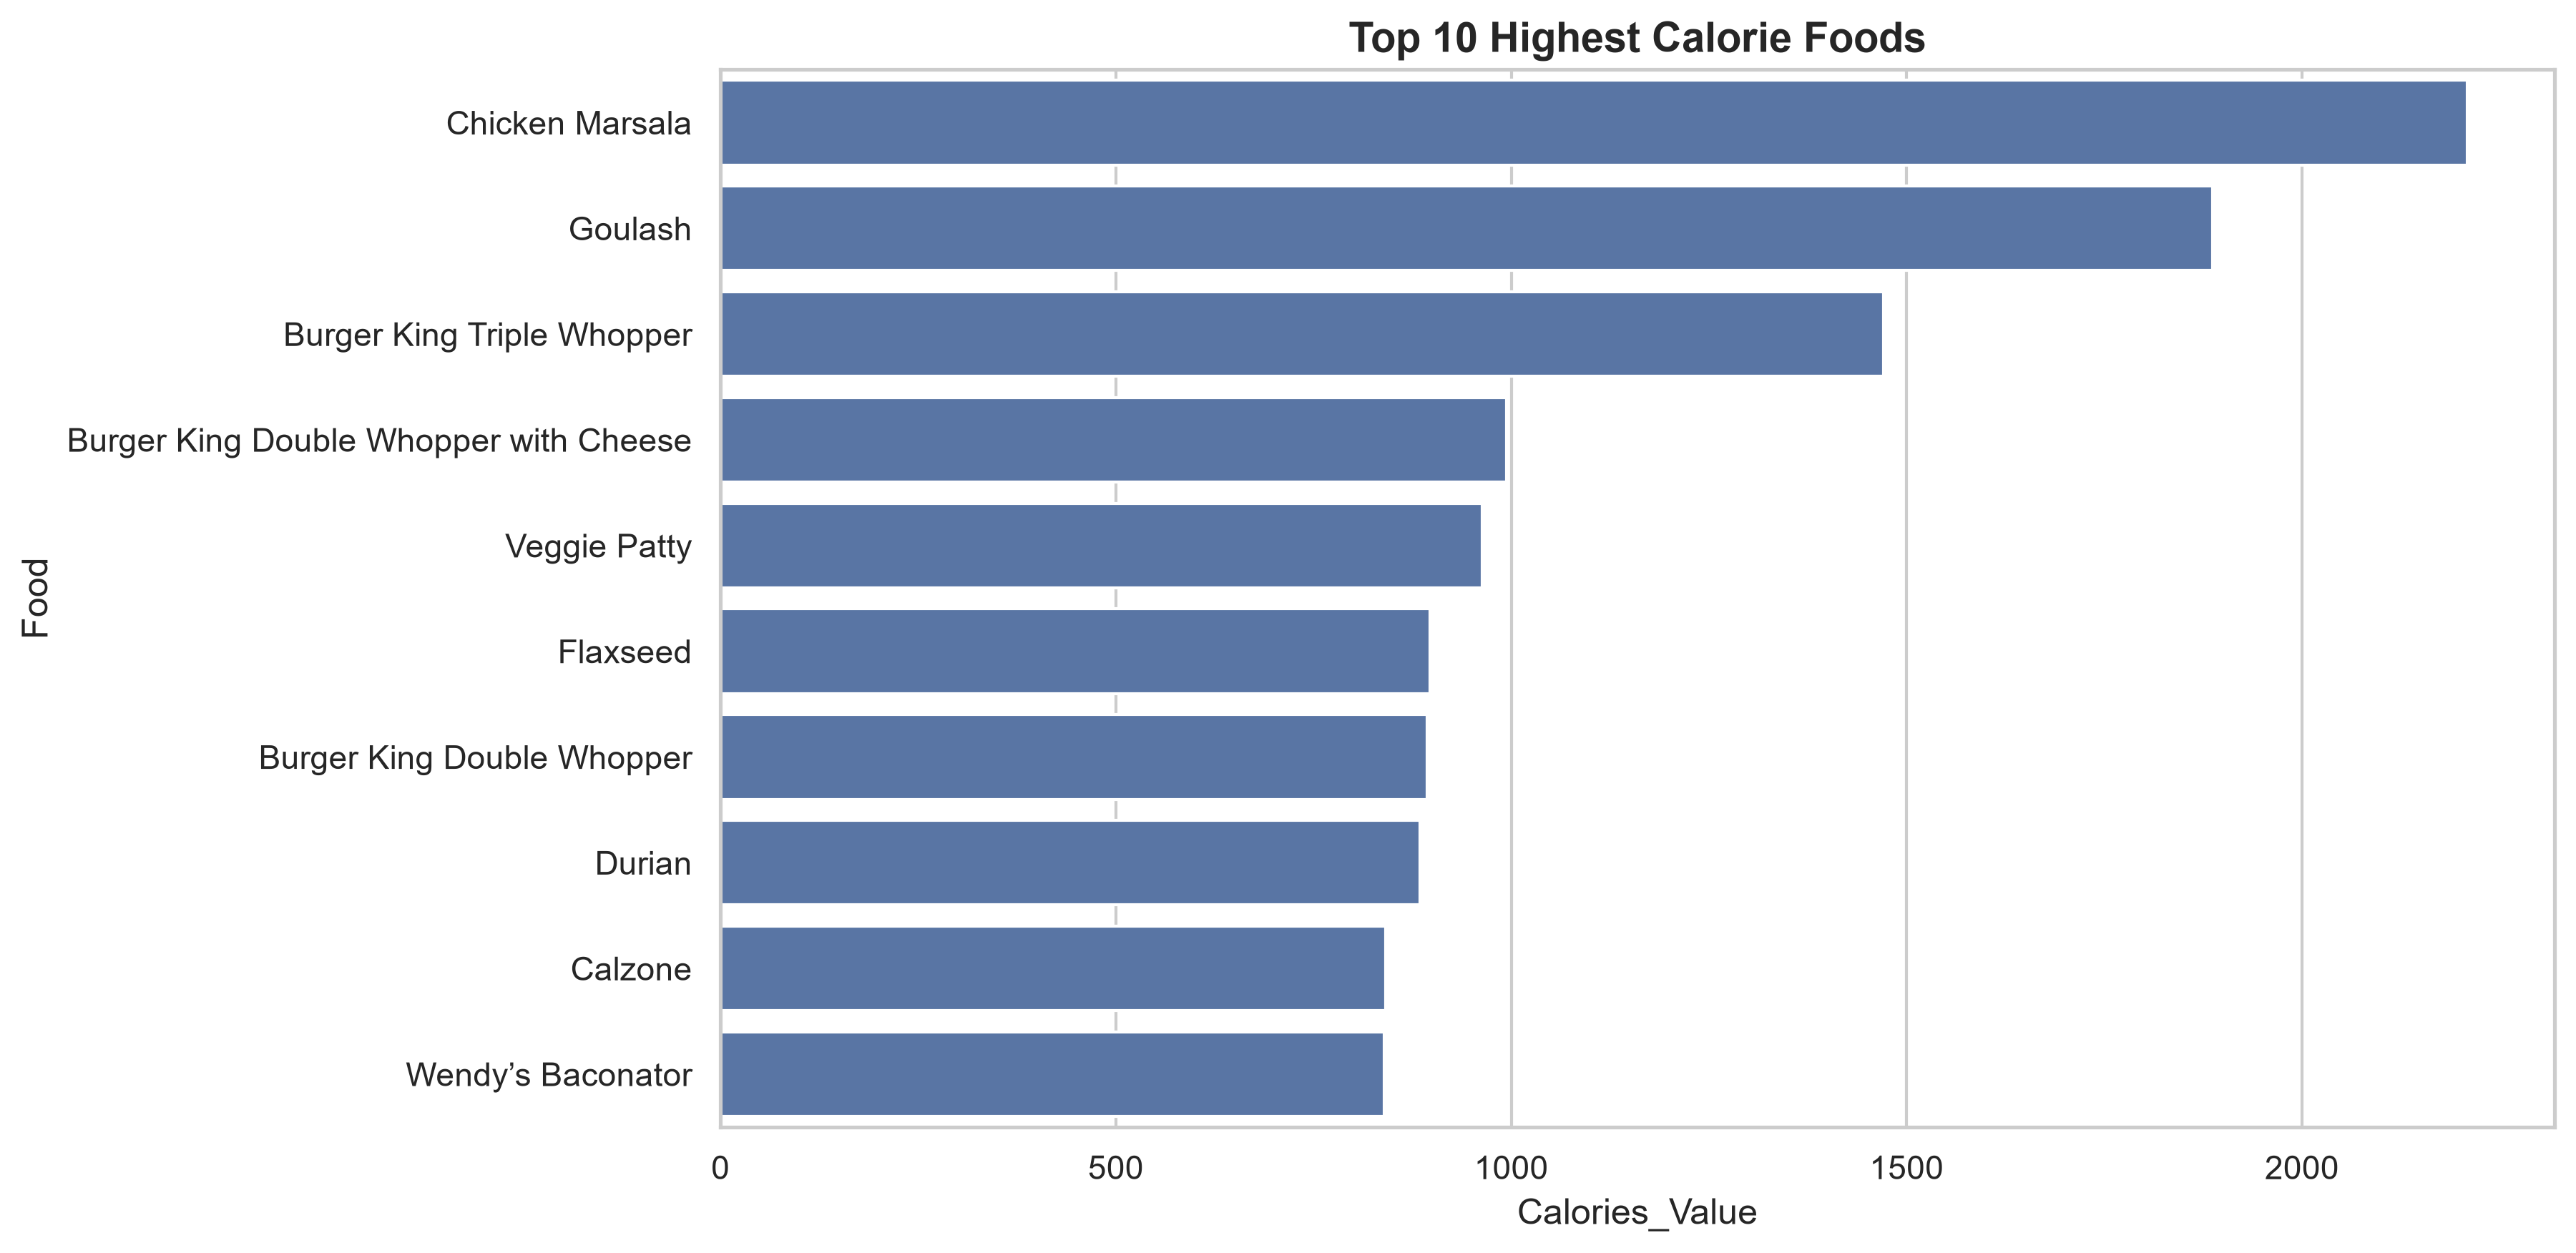 Top 10 Highest Calorie Foods
Chicken Marsala
Goulash
Burger King Triple Whopper
Burger King Double Whopper with Cheese
Veggie Patty
Flaxseed
Burger King Double Whopper
Durian
Calzone
Wendy’s Baconator
Food
0 500 1000 1500 2000
Calories_Value